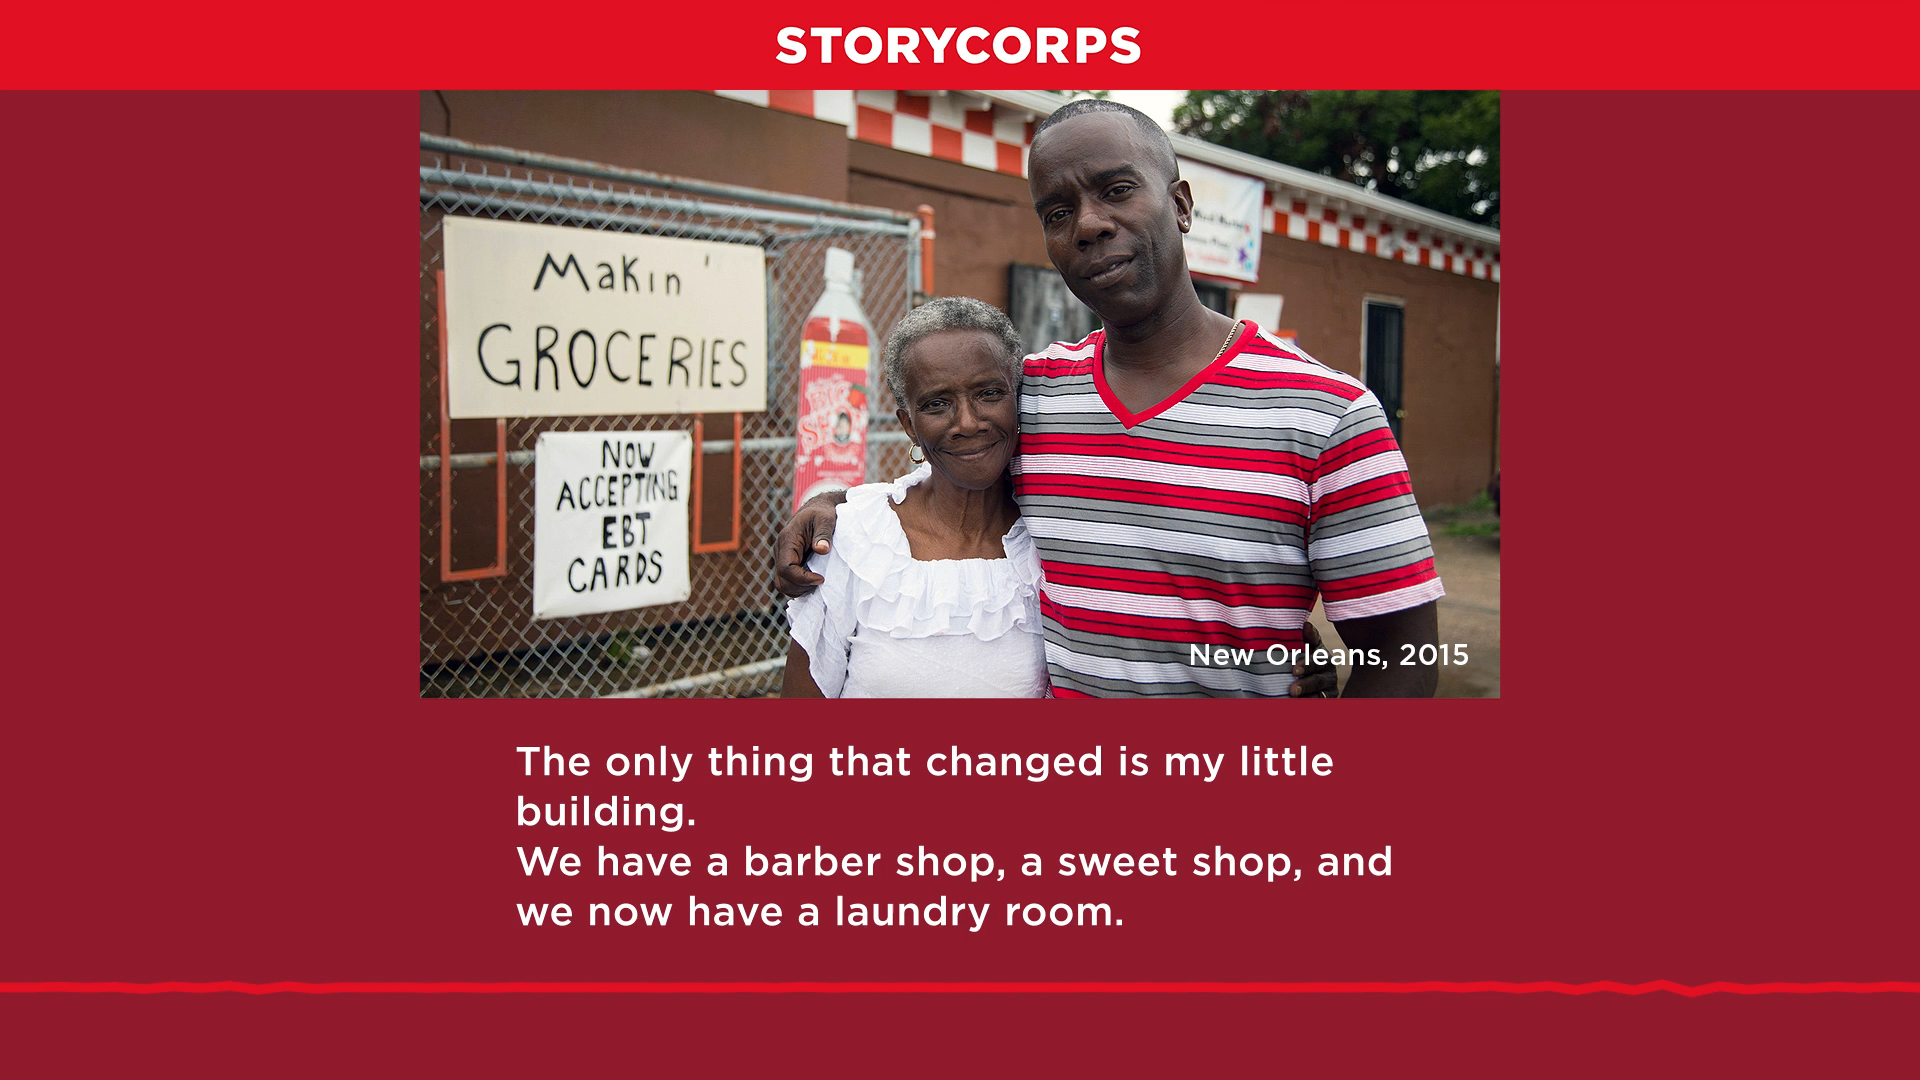 STORYCORPS
Makin'
GROCERIES
NOW
ACCEPTING
EBT
CARDS
New Orleans, 2015
The only thing that changed is my little
building.
We have a barber shop, a sweet shop, and
we now have a laundry room.